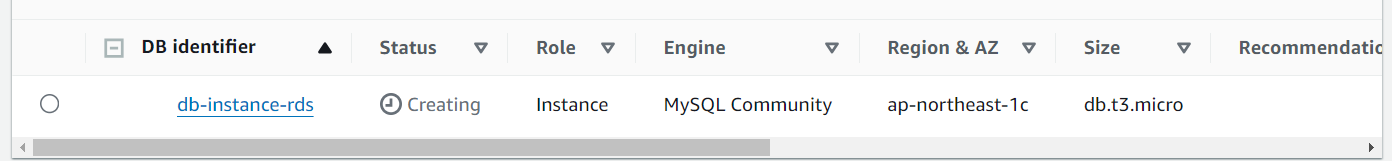 DB identifier Status Role Engine Region & AZ Size Recommendatio
db-instance-rds Creating Instance MySQL Community ap-northeast-1c db.t3.micro